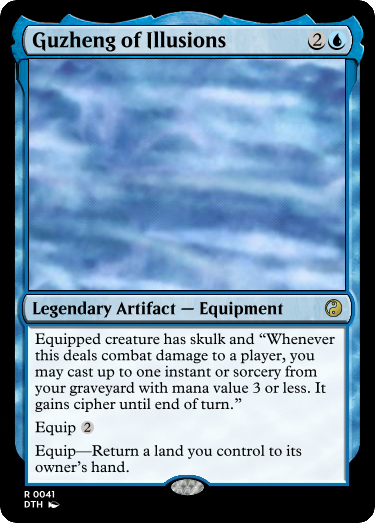 Guzheng of Illusions 2
Legendary Artifact — Equipment
Equipped creature has skulk and “Whenever
this deals combat damage to a player, you
may cast up to one instant or sorcery from
your graveyard with mana value 3 or less. It
gains cipher until end of turn.”
Equip 2
Equip—Return a land you control to its
owner's hand.
R 0041
DTH